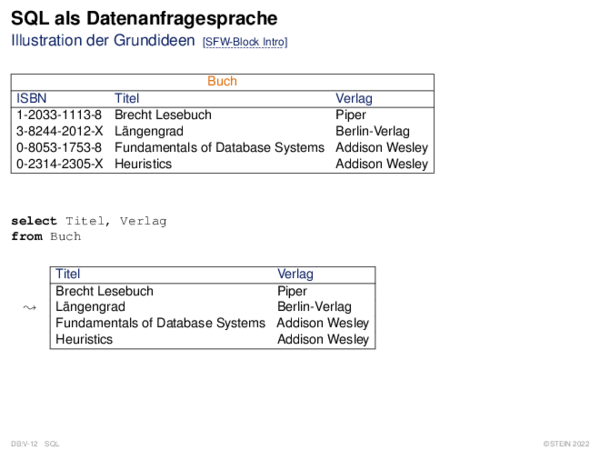 SQL als Datenanfragesprache
Illustration der Grundideen [SFW-Block Intro]
Buch
ISBN Titel Verlag
1-2033-1113-8 Brecht Lesebuch Piper
3-8244-2012-X Längengrad Berlin-Verlag
0-8053-1753-8 Fundamentals of Database Systems Addison Wesley
0-2314-2305-X Heuristics Addison Wesley
select Titel, Verlag
from Buch
Titel Verlag
Brecht Lesebuch Piper
⇝ Längengrad Berlin-Verlag
Fundamentals of Database Systems Addison Wesley
Heuristics Addison Wesley
DB:V-12 SQL ©STEIN 2022